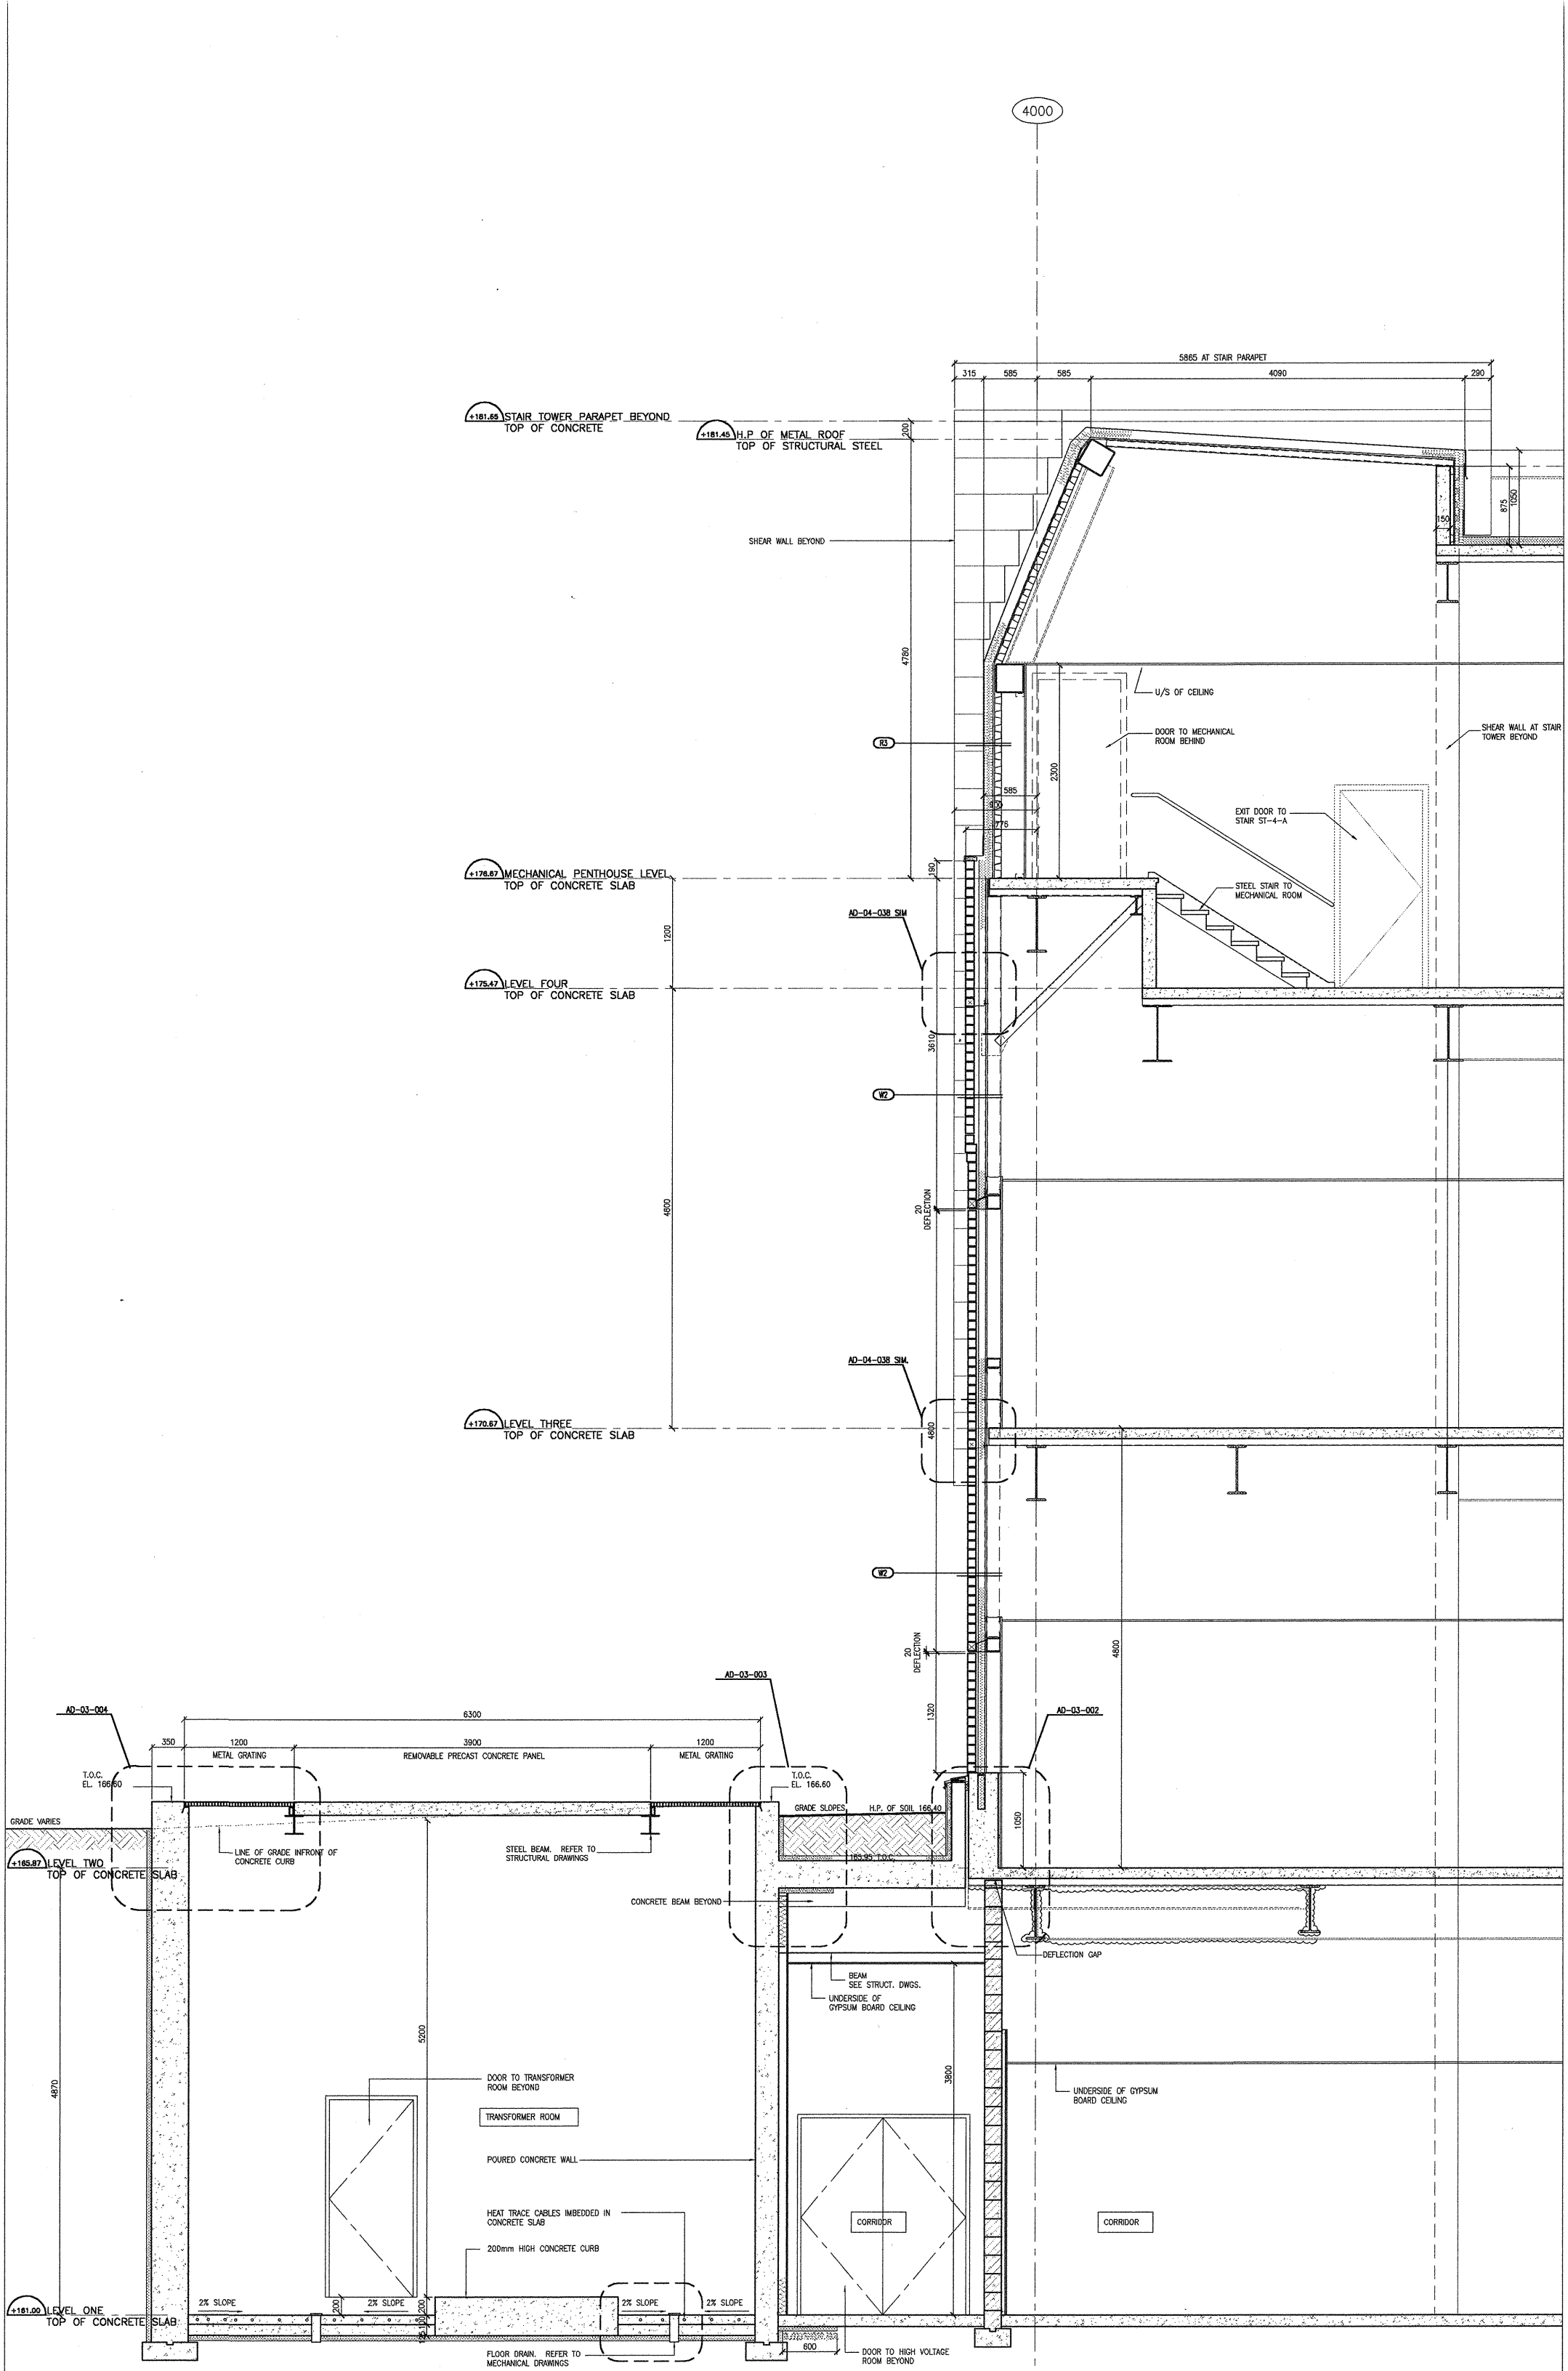 4000
5865 AT STAIR PARAPET
315
585
585
4090
290
+181.65
STAIR TOWER PARAPET BEYOND
TOP OF CONCRETE
+181.45
H.P OF METAL ROOF
TOP OF STRUCTURAL STEEL
200
875
1050
150
SHEAR WALL BEYOND
4780
U/S OF CEILING
R3
DOOR TO MECHANICAL
ROOM BEHIND
SHEAR WALL AT STAIR
TOWER BEYOND
2300
585
900
775
EXIT DOOR TO
STAIR ST-4-A
190
+176.67
MECHANICAL PENTHOUSE LEVEL
TOP OF CONCRETE SLAB
STEEL STAIR TO
MECHANICAL ROOM
AD-04-038 SIM
1200
+175.47
LEVEL FOUR
TOP OF CONCRETE SLAB
3610
W2
20
DEFLECTION
4800
AD-04-038 SIM.
+170.67
LEVEL THREE
TOP OF CONCRETE SLAB
4800
W2
20
DEFLECTION
4800
AD-03-003
1320
AD-03-004
6300
AD-03-002
350
1200
3900
1200
METAL GRATING
REMOVABLE PRECAST CONCRETE PANEL
METAL GRATING
T.O.C.
EL. 166.60
T.O.C.
EL. 166.60
GRADE SLOPES
H.P. OF SOIL 166.40
1050
GRADE VARIES
LINE OF GRADE INFRONT OF
CONCRETE CURB
STEEL BEAM. REFER TO
STRUCTURAL DRAWINGS
165.95 T.O.C.
+165.87
LEVEL TWO
TOP OF CONCRETE SLAB
CONCRETE BEAM BEYOND
DEFLECTION GAP
BEAM
SEE STRUCT. DWGS.
UNDERSIDE OF
GYPSUM BOARD CEILING
5200
4870
3800
DOOR TO TRANSFORMER
ROOM BEYOND
UNDERSIDE OF GYPSUM
BOARD CEILING
TRANSFORMER ROOM
POURED CONCRETE WALL
HEAT TRACE CABLES IMBEDDED IN
CONCRETE SLAB
CORRIDOR
CORRIDOR
200mm HIGH CONCRETE CURB
2% SLOPE
200
2% SLOPE
200
2% SLOPE
2% SLOPE
+161.00
LEVEL ONE
TOP OF CONCRETE SLAB
600
FLOOR DRAIN. REFER TO
MECHANICAL DRAWINGS
DOOR TO HIGH VOLTAGE
ROOM BEYOND